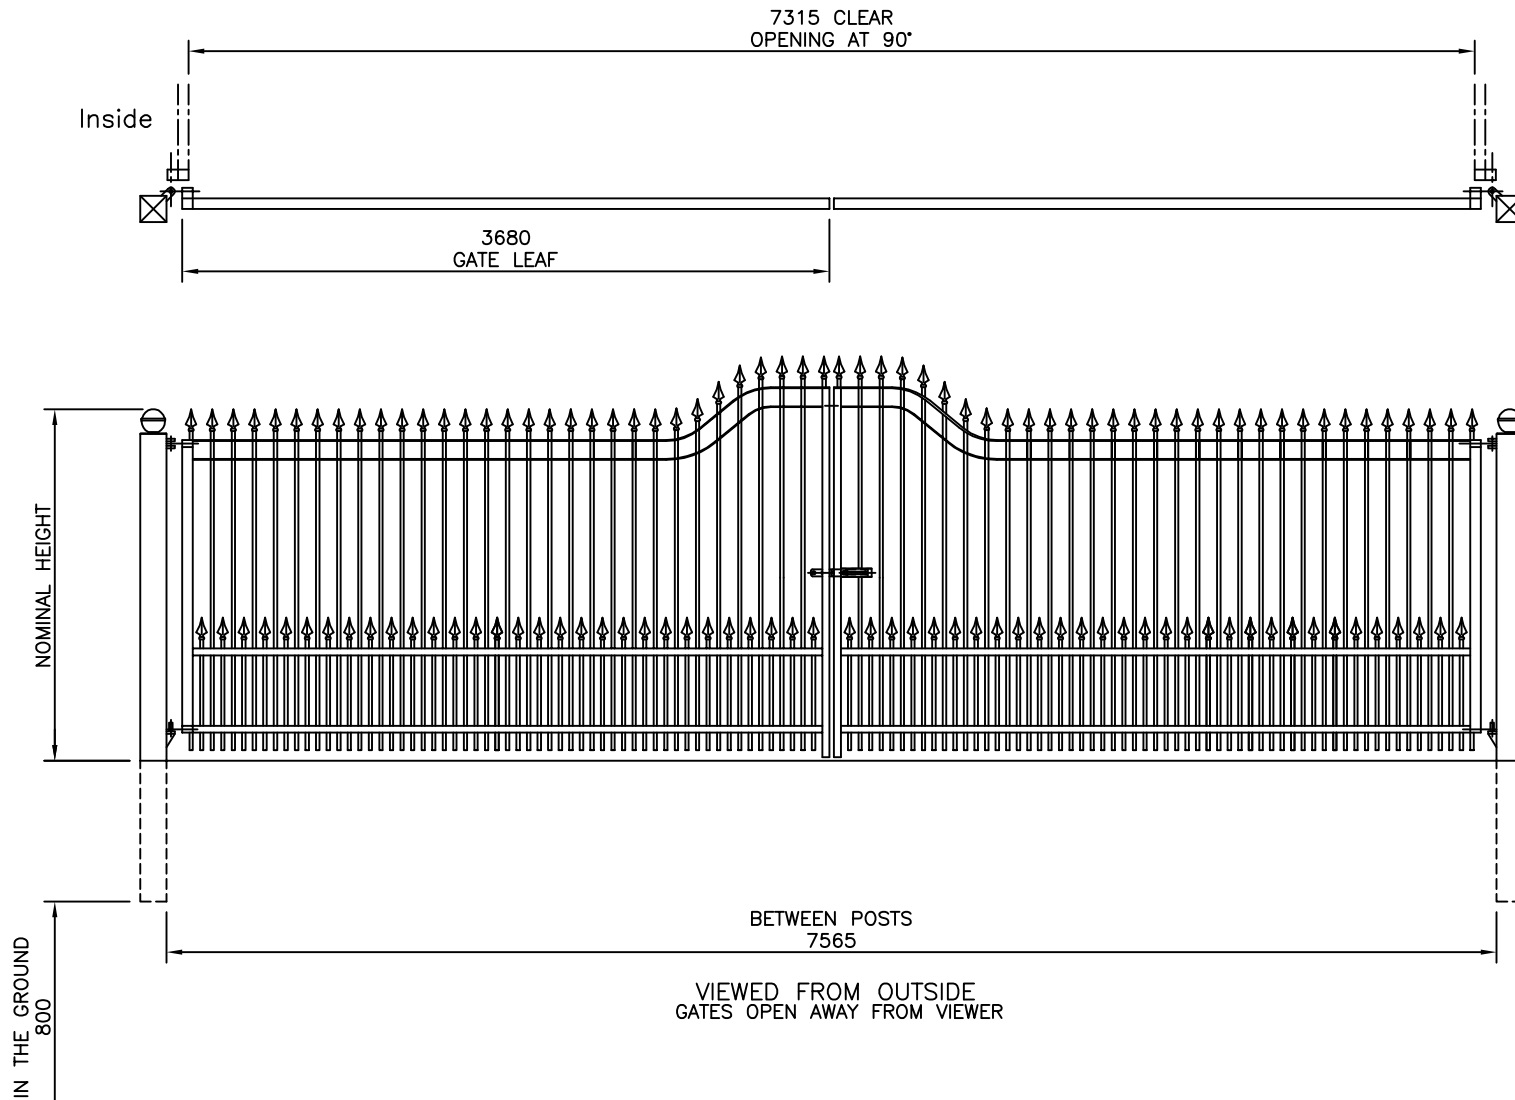 7315 CLEAR
OPENING AT 90°
Inside
3680
GATE LEAF
NOMINAL HEIGHT
BETWEEN POSTS
7565
VIEWED FROM OUTSIDE
GATES OPEN AWAY FROM VIEWER
IN THE GROUND
800